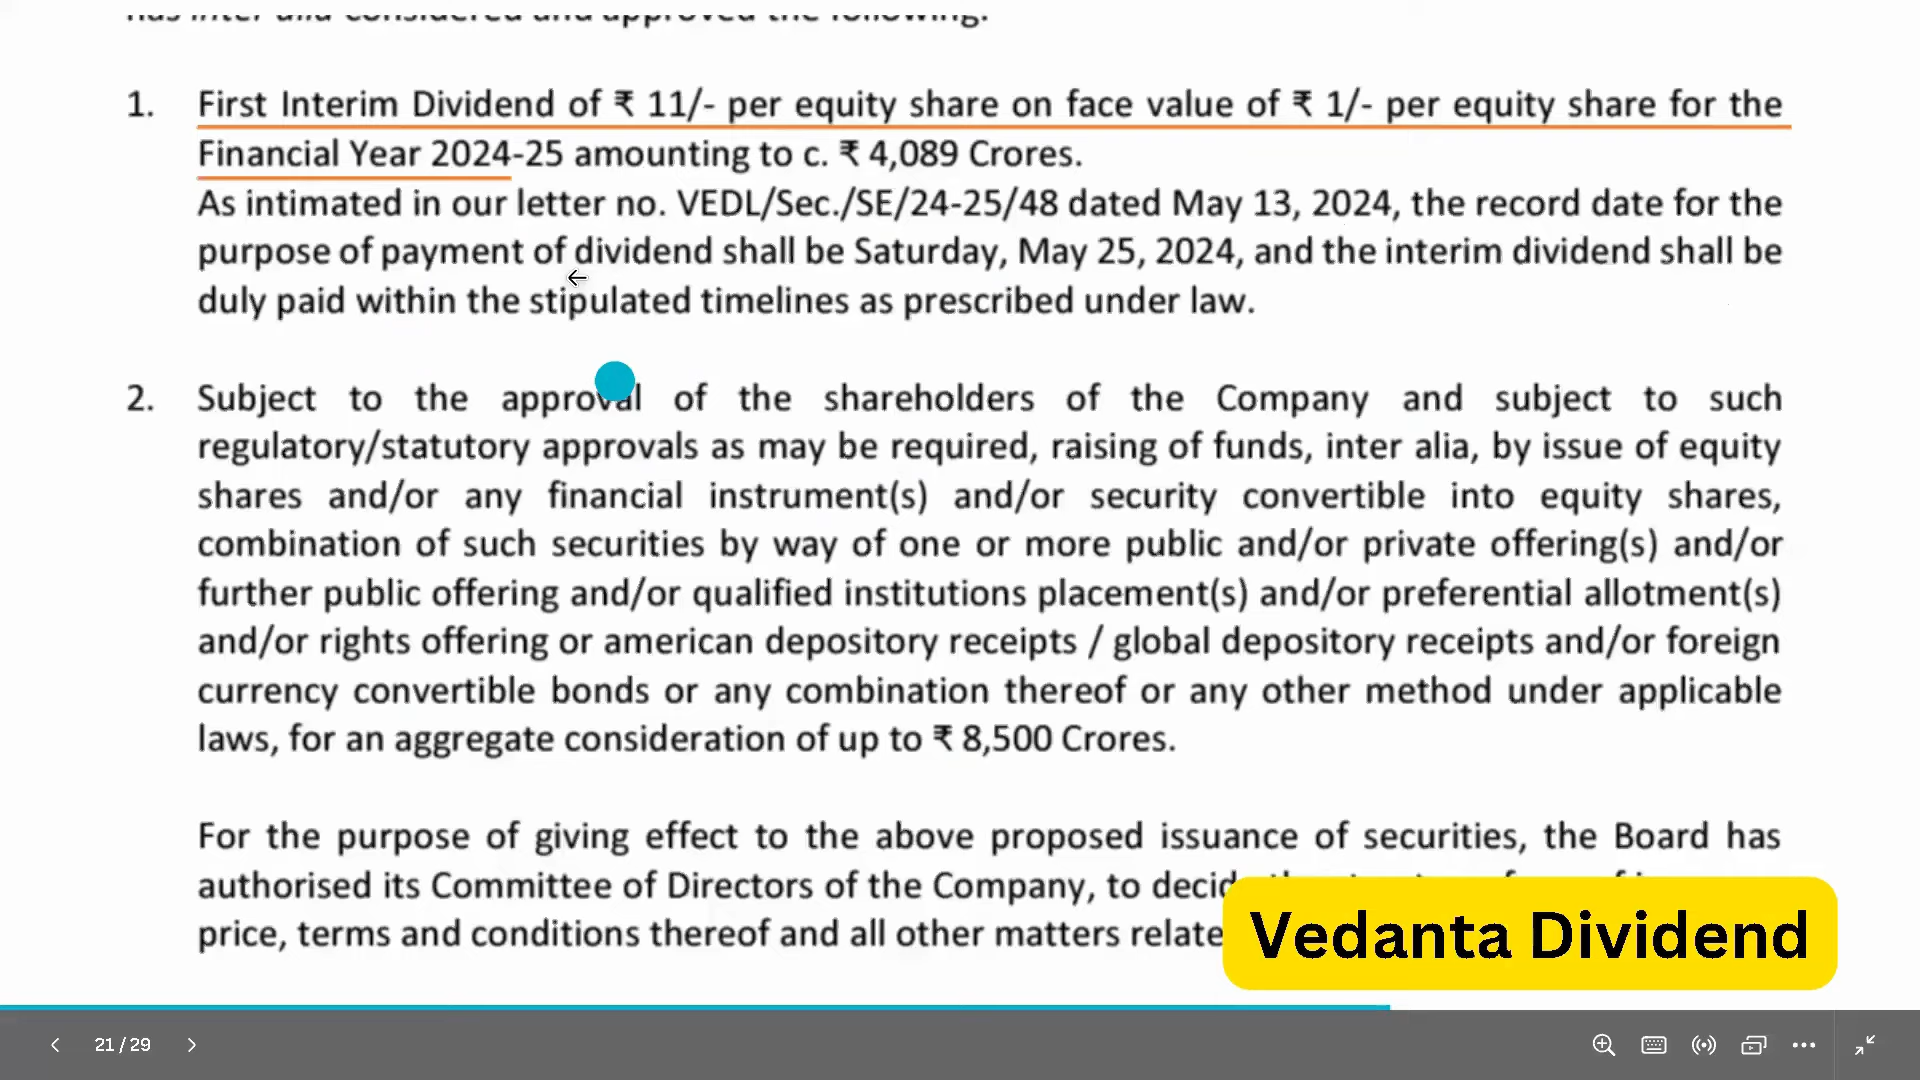 has inter alia considered and approved the following:
1. First Interim Dividend of ₹ 11/- per equity share on face value of ₹ 1/- per equity share for the
Financial Year 2024-25 amounting to c. ₹ 4,089 Crores.
As intimated in our letter no. VEDL/Sec./SE/24-25/48 dated May 13, 2024, the record date for the
purpose of payment of dividend shall be Saturday, May 25, 2024, and the interim dividend shall be
duly paid within the stipulated timelines as prescribed under law.
2. Subject to the approval of the shareholders of the Company and subject to such
regulatory/statutory approvals as may be required, raising of funds, inter alia, by issue of equity
shares and/or any financial instrument(s) and/or security convertible into equity shares,
combination of such securities by way of one or more public and/or private offering(s) and/or
further public offering and/or qualified institutions placement(s) and/or preferential allotment(s)
and/or rights offering or american depository receipts / global depository receipts and/or foreign
currency convertible bonds or any combination thereof or any other method under applicable
laws, for an aggregate consideration of up to ₹ 8,500 Crores.
For the purpose of giving effect to the above proposed issuance of securities, the Board has
authorised its Committee of Directors of the Company, to decid
price, terms and conditions thereof and all other matters relate
Vedanta Dividend
21 / 29